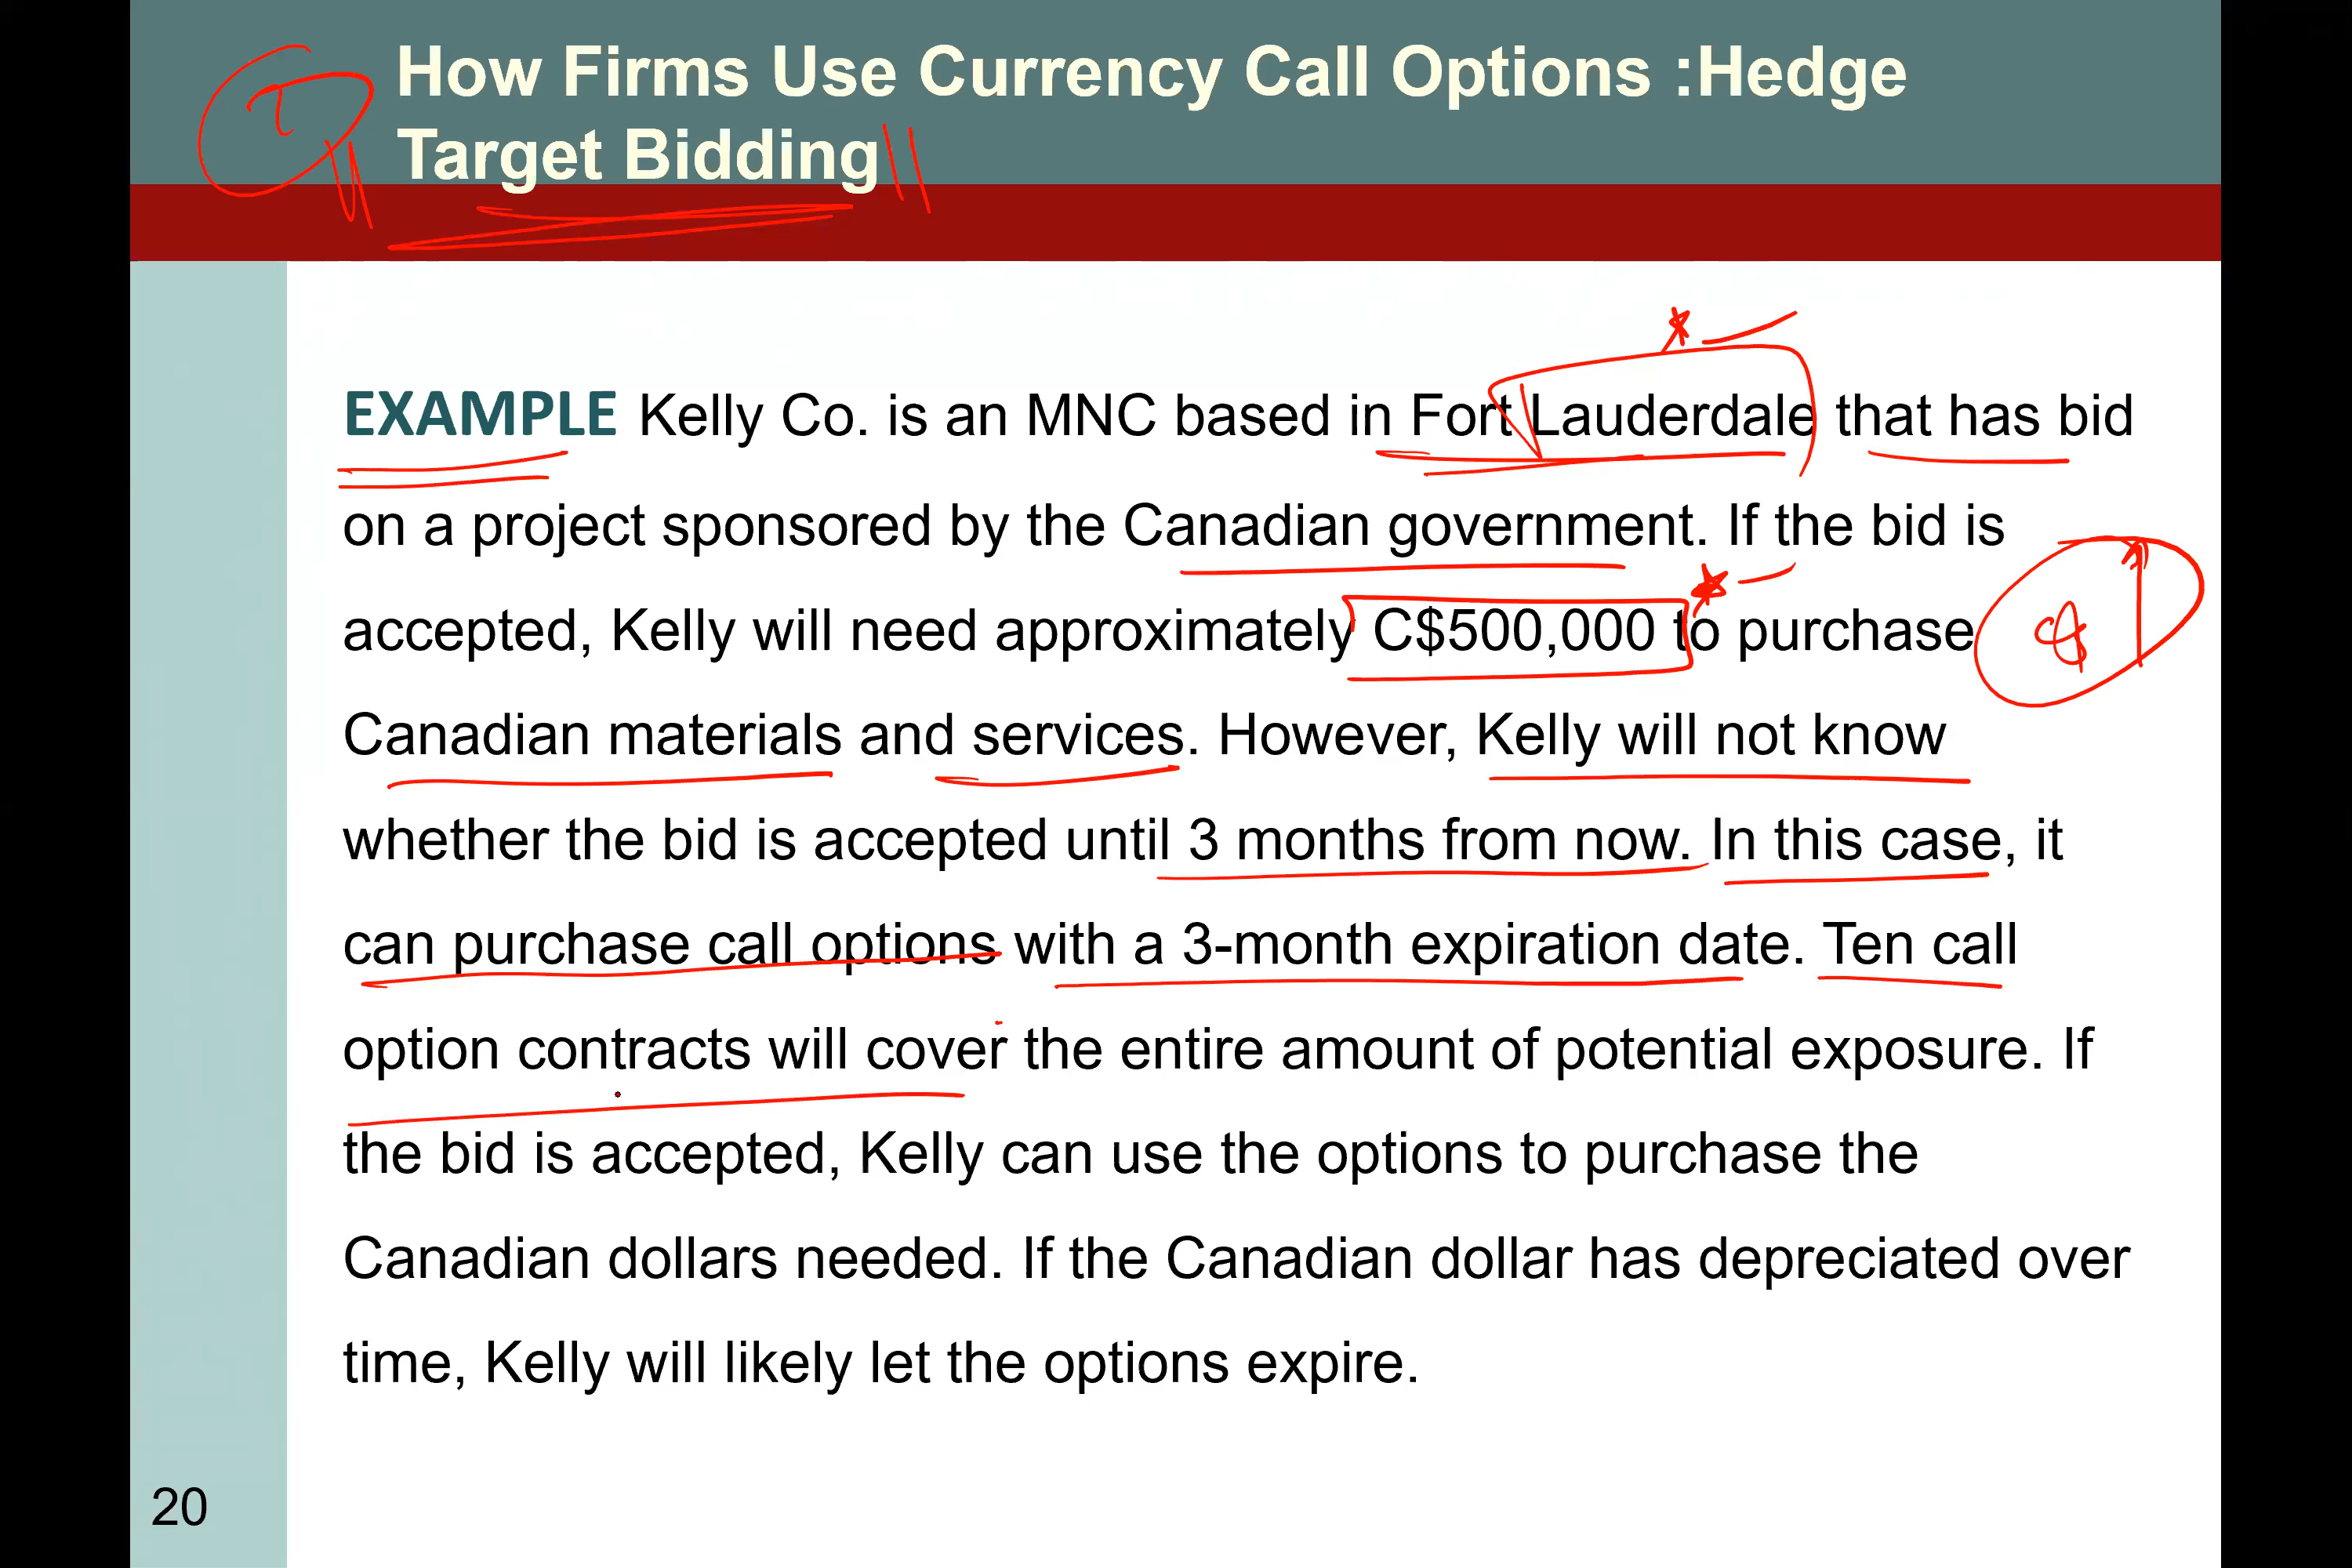 How Firms Use Currency Call Options :Hedge
Target Bidding
EXAMPLE Kelly Co. is an MNC based in Fort Lauderdale that has bid
on a project sponsored by the Canadian government. If the bid is
accepted, Kelly will need approximately C$500,000 to purchase
Canadian materials and services. However, Kelly will not know
whether the bid is accepted until 3 months from now. In this case, it
can purchase call options with a 3-month expiration date. Ten call
option contracts will cover the entire amount of potential exposure. If
the bid is accepted, Kelly can use the options to purchase the
Canadian dollars needed. If the Canadian dollar has depreciated over
time, Kelly will likely let the options expire.
20